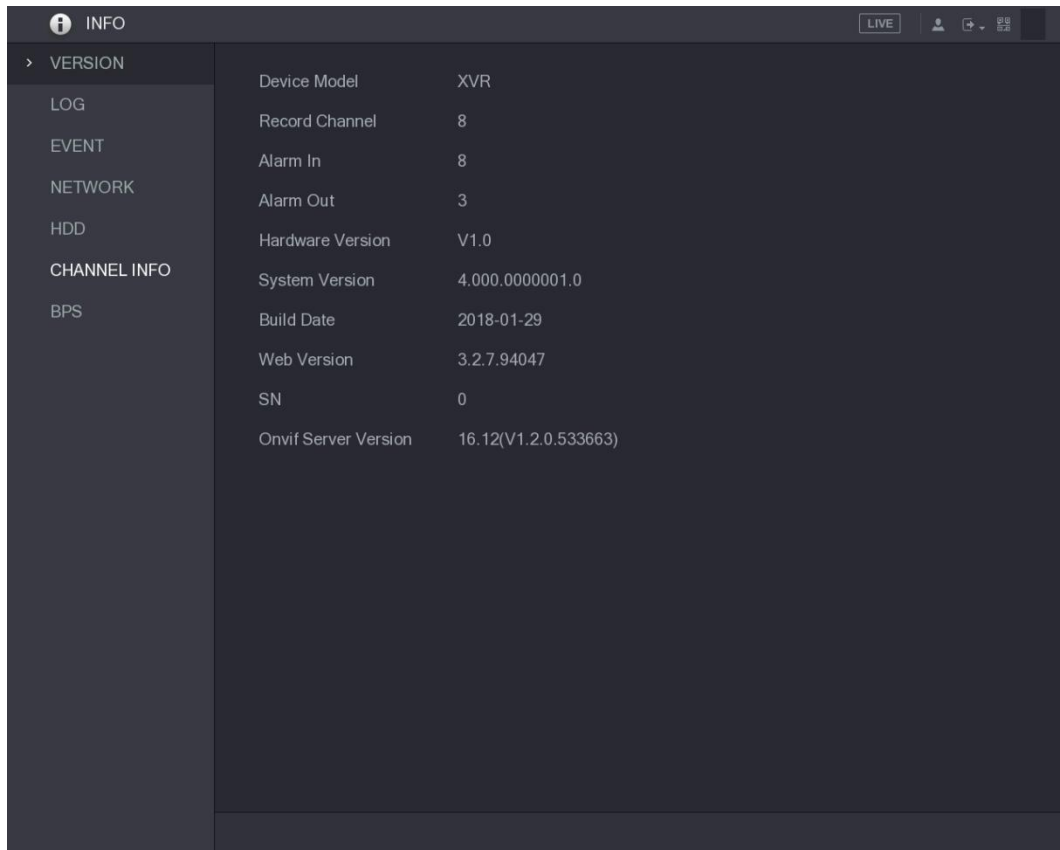 INFO
LIVE
VERSION
LOG
EVENT
NETWORK
HDD
CHANNEL INFO
BPS
Device Model XVR
Record Channel 8
Alarm In 8
Alarm Out 3
Hardware Version V1.0
System Version 4.000.0000001.0
Build Date 2018-01-29
Web Version 3.2.7.94047
SN 0
Onvif Server Version 16.12(V1.2.0.533663)